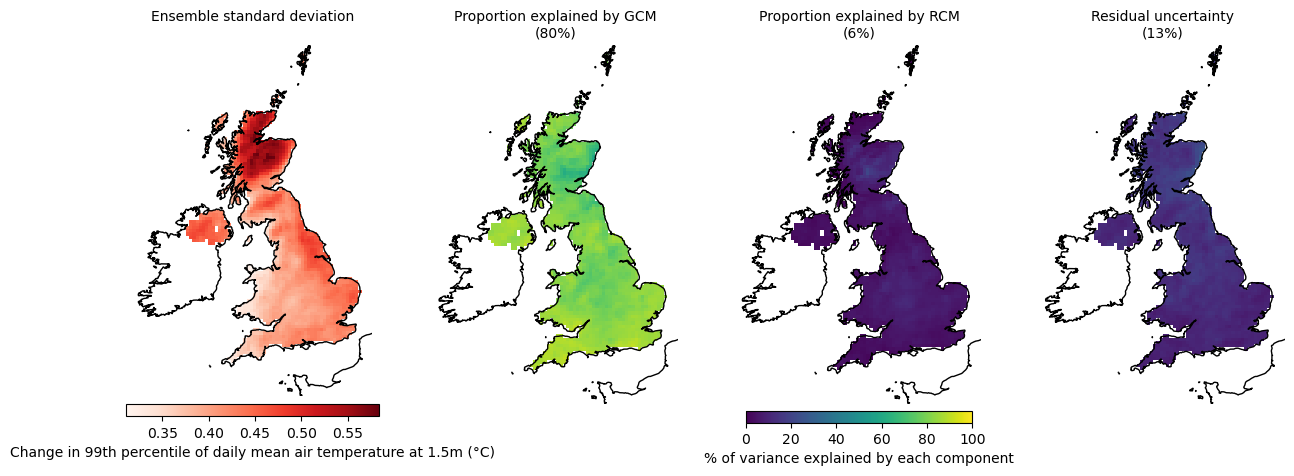 Ensemble standard deviation
Proportion explained by GCM
(80%)
Proportion explained by RCM
(6%)
Residual uncertainty
(13%)
0.35 0.40 0.45 0.50 0.55
Change in 99th percentile of daily mean air temperature at 1.5m (°C)
0 20 40 60 80 100
% of variance explained by each component